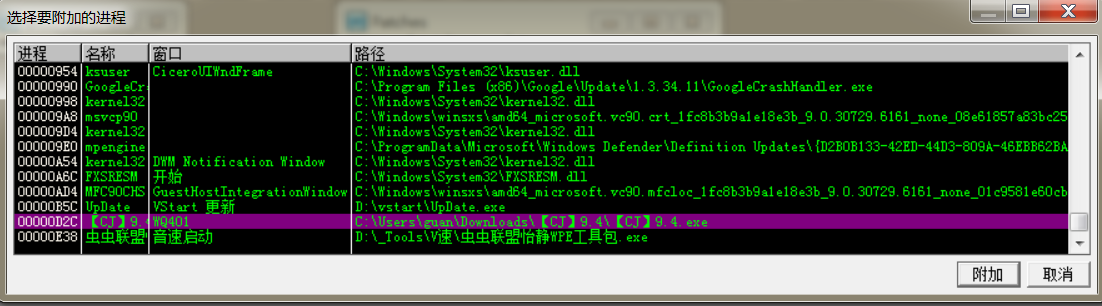 选择要附加的进程
Patches
进程 名称 窗口 路径
00000954 ksuser CiceroUIWndFrame C:\Windows\System32\ksuser.dll
00000990 GoogleCr C:\Program Files (x86)\Google\Update\1.3.34.11\GoogleCrashHandler.exe
00000998 kernel32 C:\Windows\System32\kernel32.dll
000009A8 msvcp90 C:\Windows\winsxs\amd64_microsoft.vc90.crt_1fc8b3b9a1e18e3b_9.0.30729.6161_none_08e61857a83bc25
000009D4 kernel32 C:\Windows\System32\kernel32.dll
000009E0 mpengine C:\ProgramData\Microsoft\Windows Defender\Definition Updates\{D2B0B133-42ED-44D3-809A-46EBB62BA
00000A54 kernel32 DWM Notification Window C:\Windows\System32\kernel32.dll
00000A6C FXSRESM 开始 C:\Windows\System32\FXSRESM.dll
00000AD4 MFC90CHS GuestHostIntegrationWindow C:\Windows\winsxs\amd64_microsoft.vc90.mfcloc_1fc8b3b9a1e18e3b_9.0.30729.6161_none_01c9581e60cb
00000B5C UpDate VStart 更新 D:\vstart\UpDate.exe
00000D2C 【CJ】9.4 WQ401 C:\Users\guan\Downloads\【CJ】9.4\【CJ】9.4.exe
00000E38 虫虫联盟 音速启动 D:\_Tools\V速\虫虫联盟怡静WPE工具包.exe
附加 取消